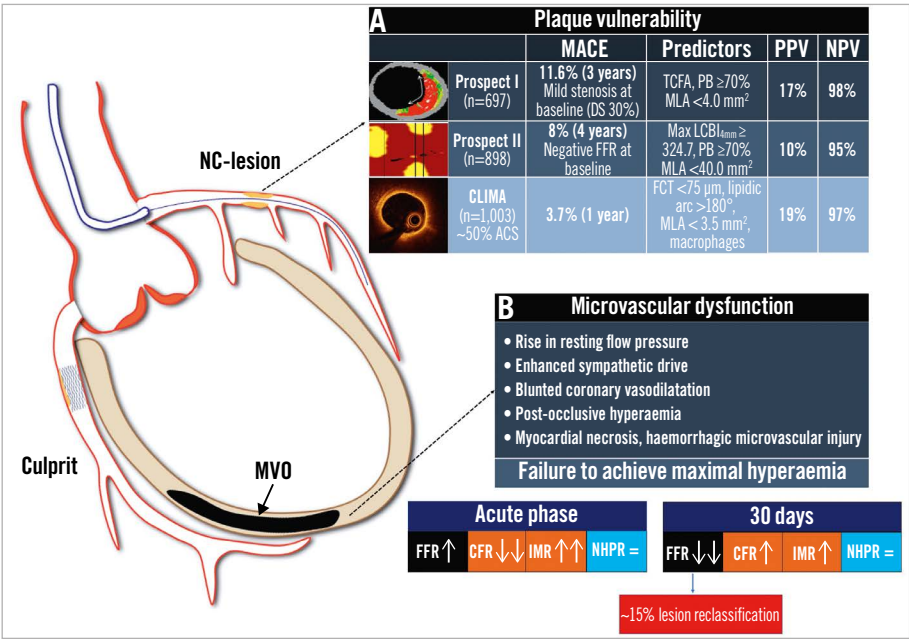 A Plaque vulnerability
MACE Predictors PPV NPV
Prospect I
(n=697)
11.6% (3 years)
Mild stenosis at
baseline (DS 30%)
TCFA, PB ≥70%
MLA <4.0 mm²
17% 98%
Prospect II
(n=898)
8% (4 years)
Negative FFR at
baseline
Max LCBI4mm ≥
324.7, PB ≥70%
MLA <40.0 mm²
10% 95%
CLIMA
(n=1,003)
~50% ACS
3.7% (1 year)
FCT <75 µm, lipidic
arc >180°,
MLA < 3.5 mm²,
macrophages
19% 97%
NC-lesion
B Microvascular dysfunction
• Rise in resting flow pressure
• Enhanced sympathetic drive
• Blunted coronary vasodilatation
• Post-occlusive hyperaemia
• Myocardial necrosis, haemorrhagic microvascular injury
Failure to achieve maximal hyperaemia
Culprit
MVO
Acute phase
FFR ↑ CFR ↓↓ IMR ↑↑ NHPR =
30 days
FFR ↓↓ CFR ↑ IMR ↑ NHPR =
~15% lesion reclassification